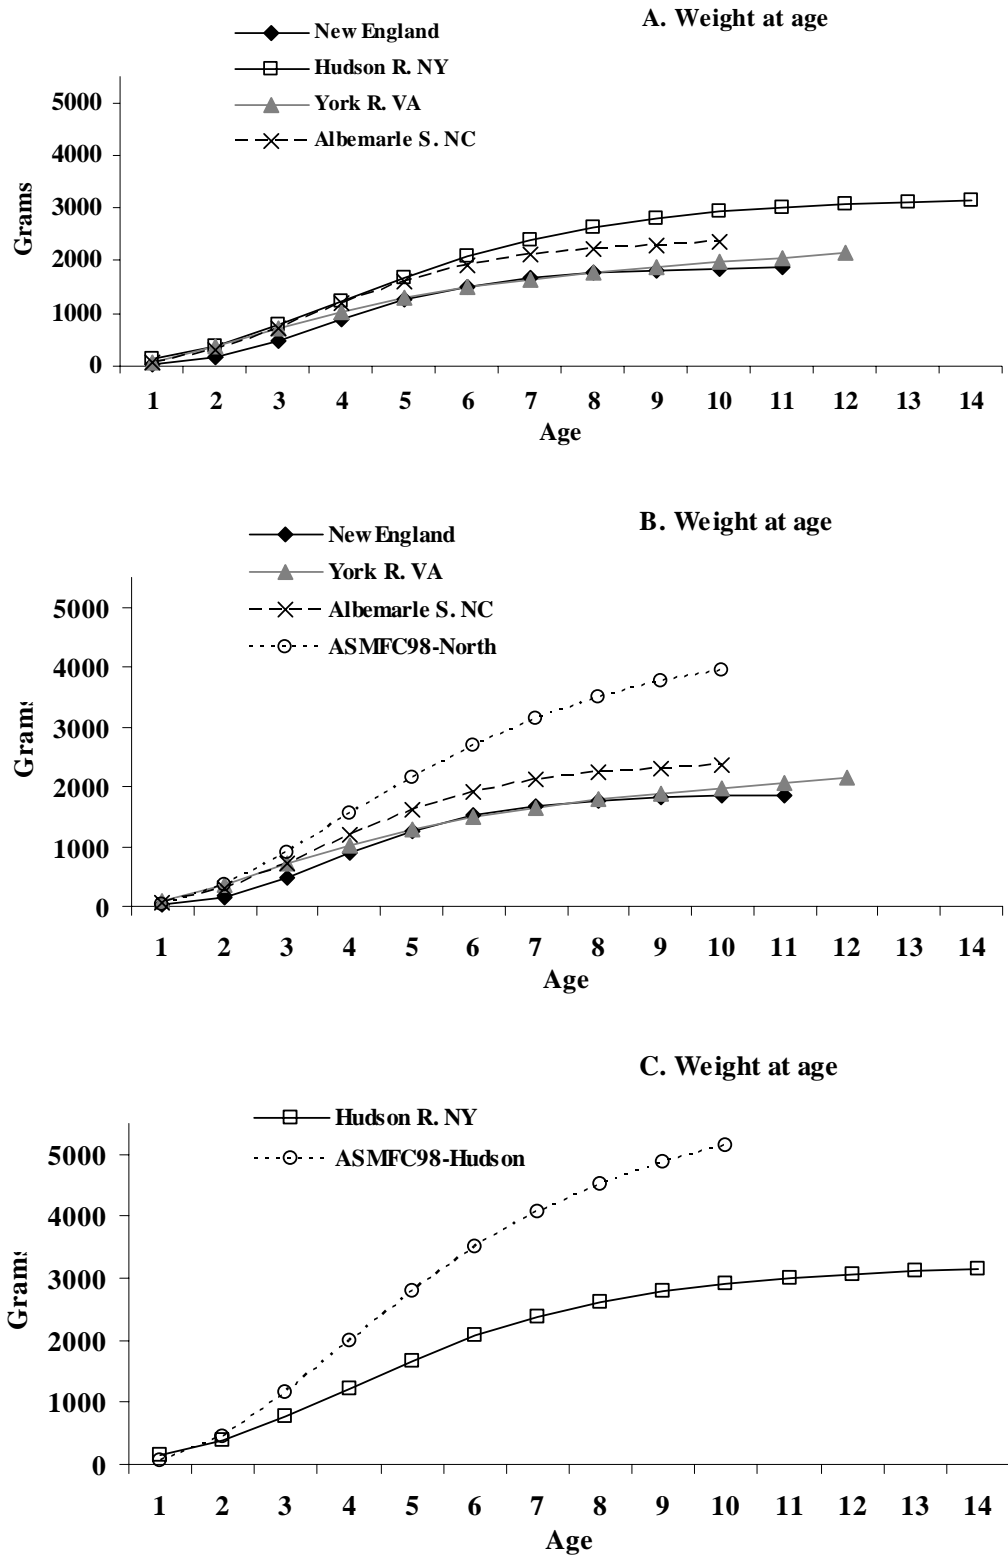 A. Weight at age
New England
Hudson R. NY
York R. VA
Albemarle S. NC
5000
4000
3000
2000
1000
0
Grams
1 2 3 4 5 6 7 8 9 10 11 12 13 14
Age
B. Weight at age
New England
York R. VA
Albemarle S. NC
ASMFC98-North
5000
4000
3000
2000
1000
0
Grams
1 2 3 4 5 6 7 8 9 10 11 12 13 14
Age
C. Weight at age
Hudson R. NY
ASMFC98-Hudson
5000
4000
3000
2000
1000
0
Grams
1 2 3 4 5 6 7 8 9 10 11 12 13 14
Age